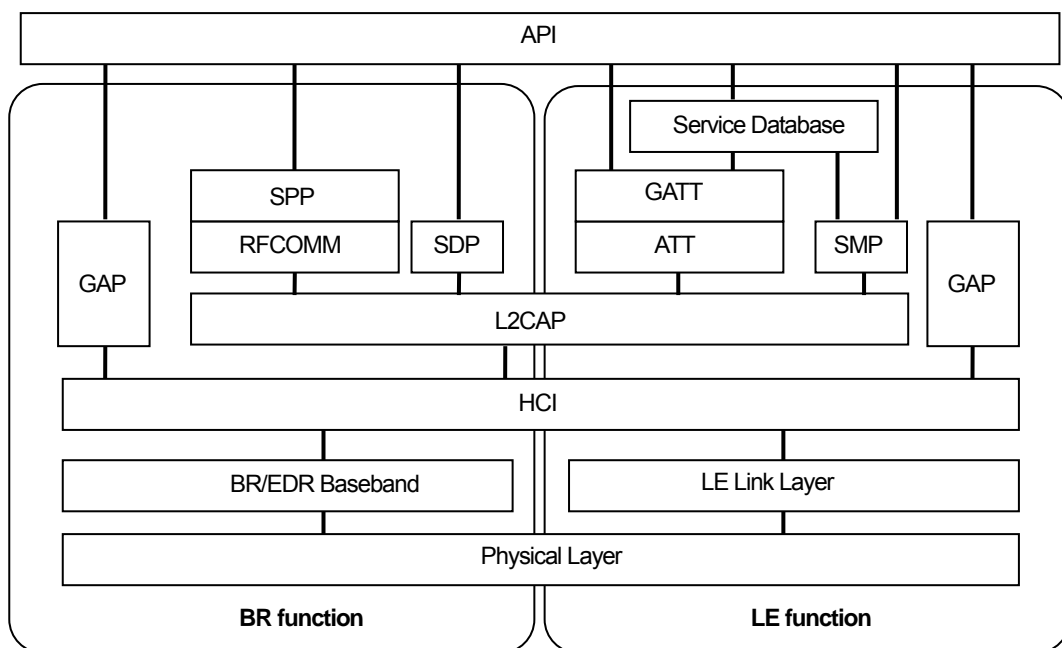 API
Service Database
SPP
GATT
RFCOMM
SDP
ATT
SMP
GAP
GAP
L2CAP
HCI
BR/EDR Baseband
LE Link Layer
Physical Layer
BR function
LE function